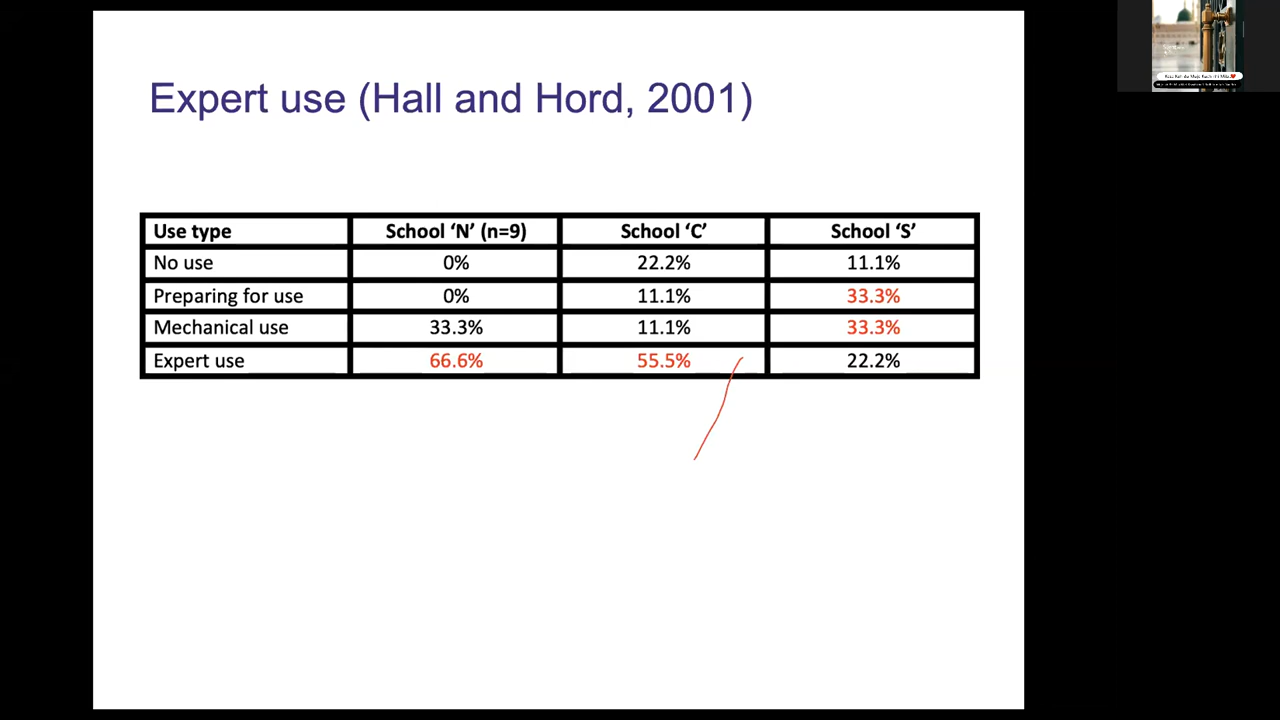 Expert use (Hall and Hord, 2001)
Use type School ‘N’ (n=9) School ‘C’ School ‘S’
No use 0% 22.2% 11.1%
Preparing for use 0% 11.1% 33.3%
Mechanical use 33.3% 11.1% 33.3%
Expert use 66.6% 55.5% 22.2%